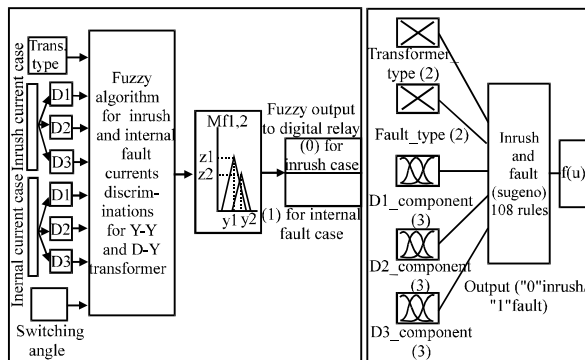 Trans.
type
Inrush current case
D1
D2
D3
Inernal current case
D1
D2
D3
Switching
angle
Fuzzy
algorithm
for inrush
and internal
fault
currents
discrim-
inations
for Y-Y
and D-Y
transformer
Mf1,2
z1
z2
y1 y2
Fuzzy output
to digital relay
(0) for
inrush case
(1) for internal
fault case
Transformer_
type (2)
Fault_type (2)
D1_component
(3)
D2_component
(3)
D3_component
(3)
Inrush
and
fault
(sugeno)
108 rules
f(u)
Output ("0"inrush/
"1"fault)